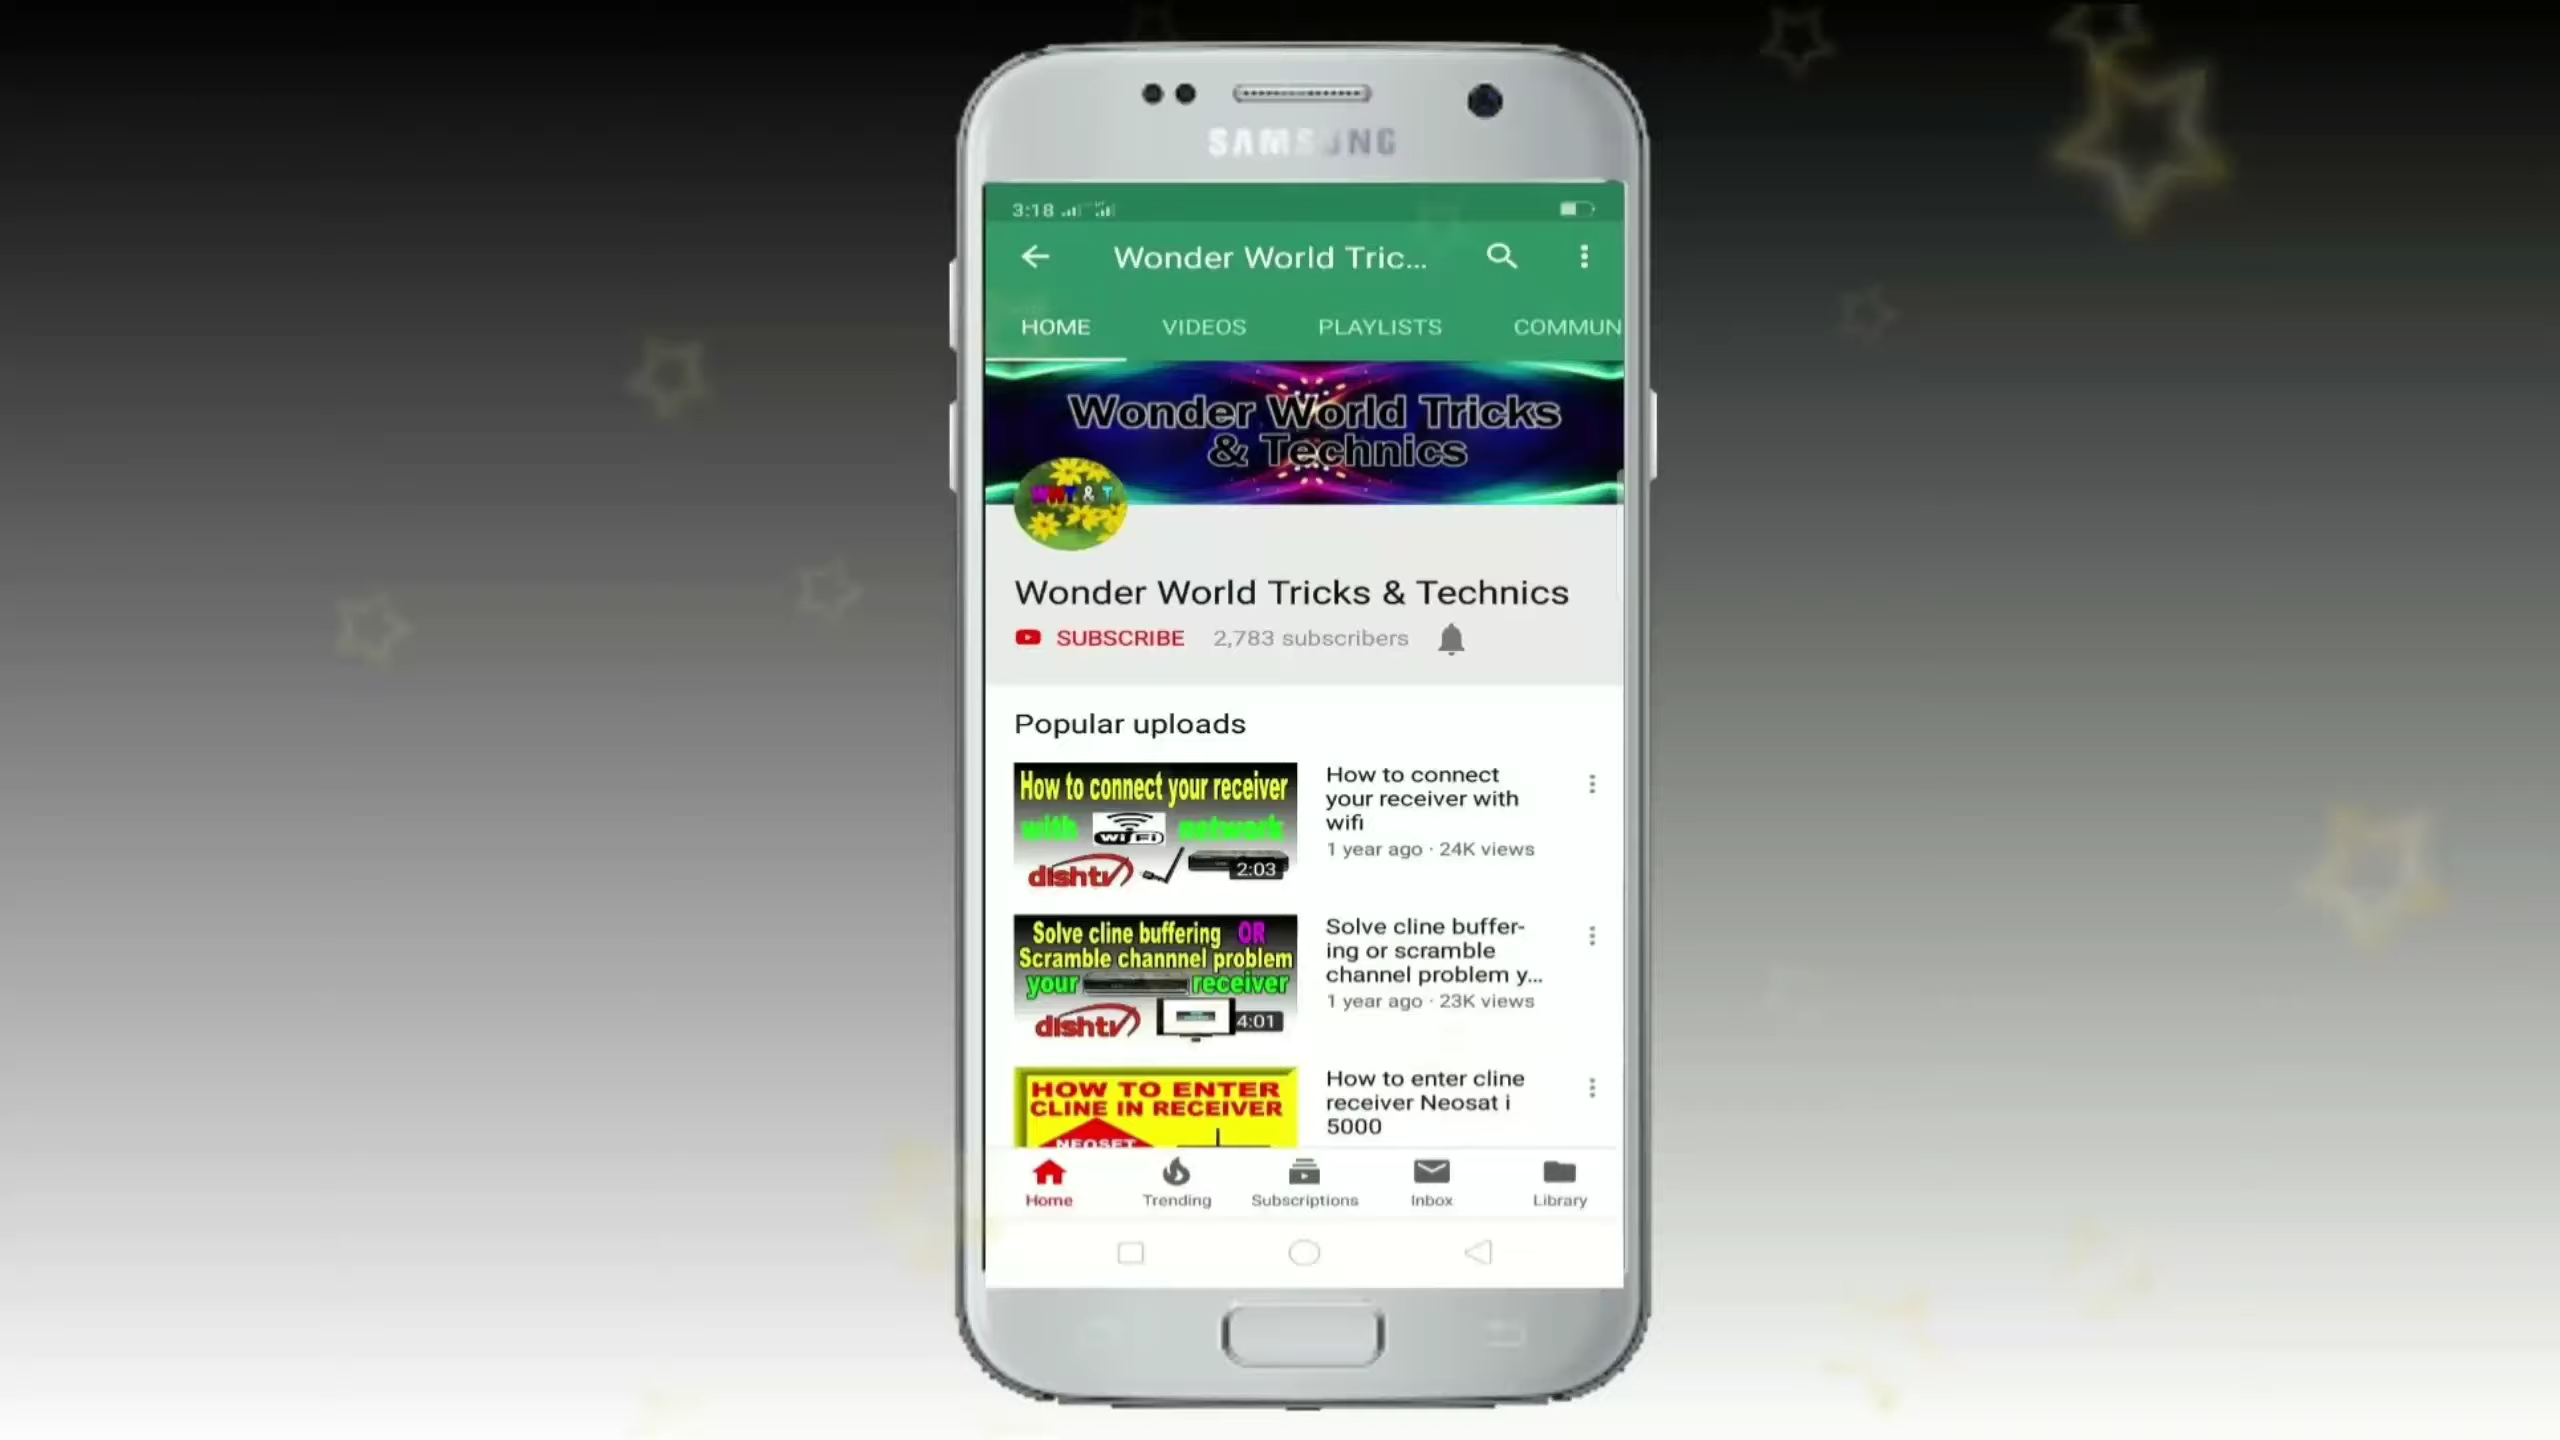 SAMSUNG
3:18
Wonder World Tric...
HOME VIDEOS PLAYLISTS COMMUN
Wonder World Tricks
& Technics
WWT & T
Wonder World Tricks & Technics
SUBSCRIBE 2,783 subscribers
Popular uploads
How to connect your receiver
with WiFi network
dishtv
2:03
How to connect
your receiver with
wifi
1 year ago · 24K views
Solve cline buffering OR
Scramble channnel problem
your receiver
dishtv
4:01
Solve cline buffer-
ing or scramble
channel problem y...
1 year ago · 23K views
HOW TO ENTER
CLINE IN RECEIVER
NEOSET
How to enter cline
receiver Neosat i
5000
Home Trending Subscriptions Inbox Library